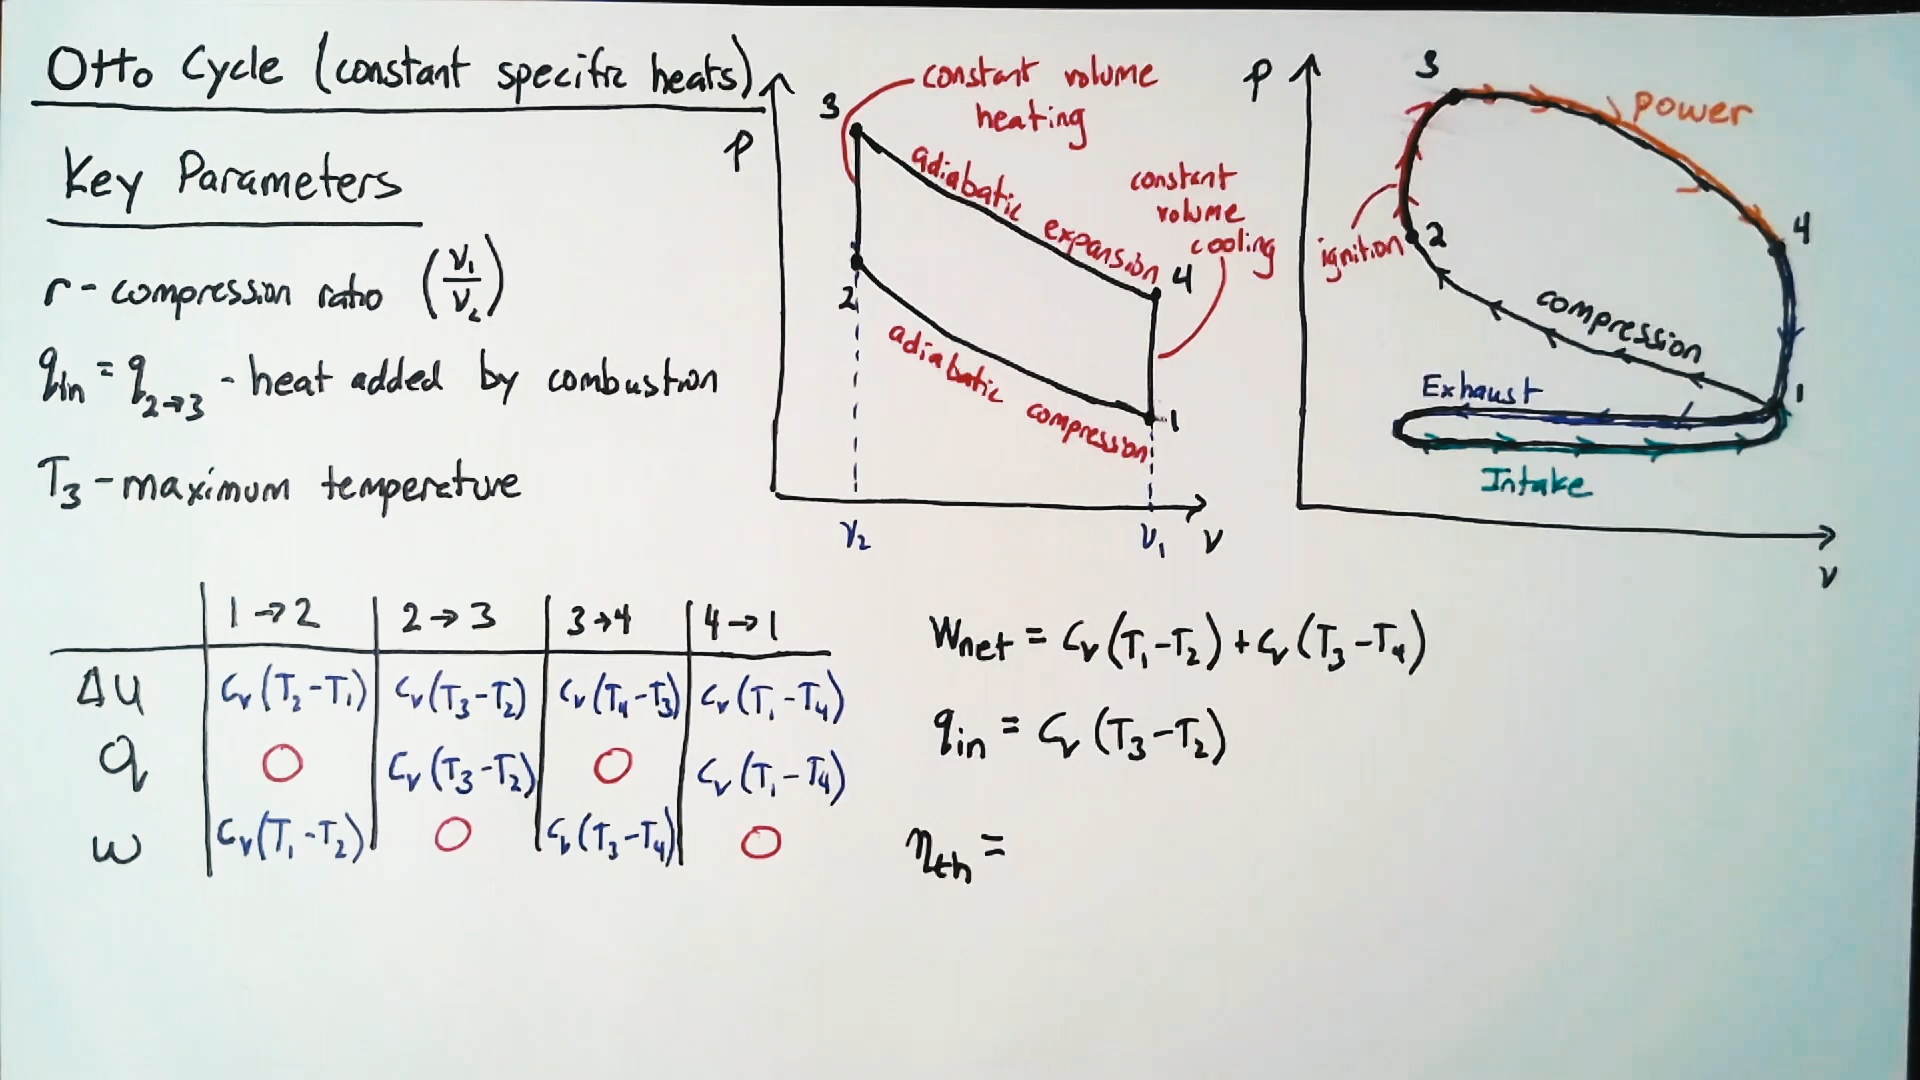 Otto Cycle (constant specific heats)
Key Parameters
r - compression ratio (v₁/v₂)
qin = q2→3 - heat added by combustion
T3 - maximum temperature
p
3
constant volume
heating
adiabatic expansion
constant
volume
cooling
4
2
adiabatic compression
1
v₂
v₁
v
p
3
power
4
ignition
2
compression
Exhaust
1
Intake
v
1→2 2→3 3→4 4→1
Δu Cv(T2-T1) Cv(T3-T2) Cv(T4-T3) Cv(T1-T4)
q O Cv(T3-T2) O Cv(T1-T4)
w Cv(T1-T2) O Cv(T3-T4) O
Wnet = Cv(T1-T2) + Cv(T3-T4)
qin = Cv(T3-T2)
ηth =